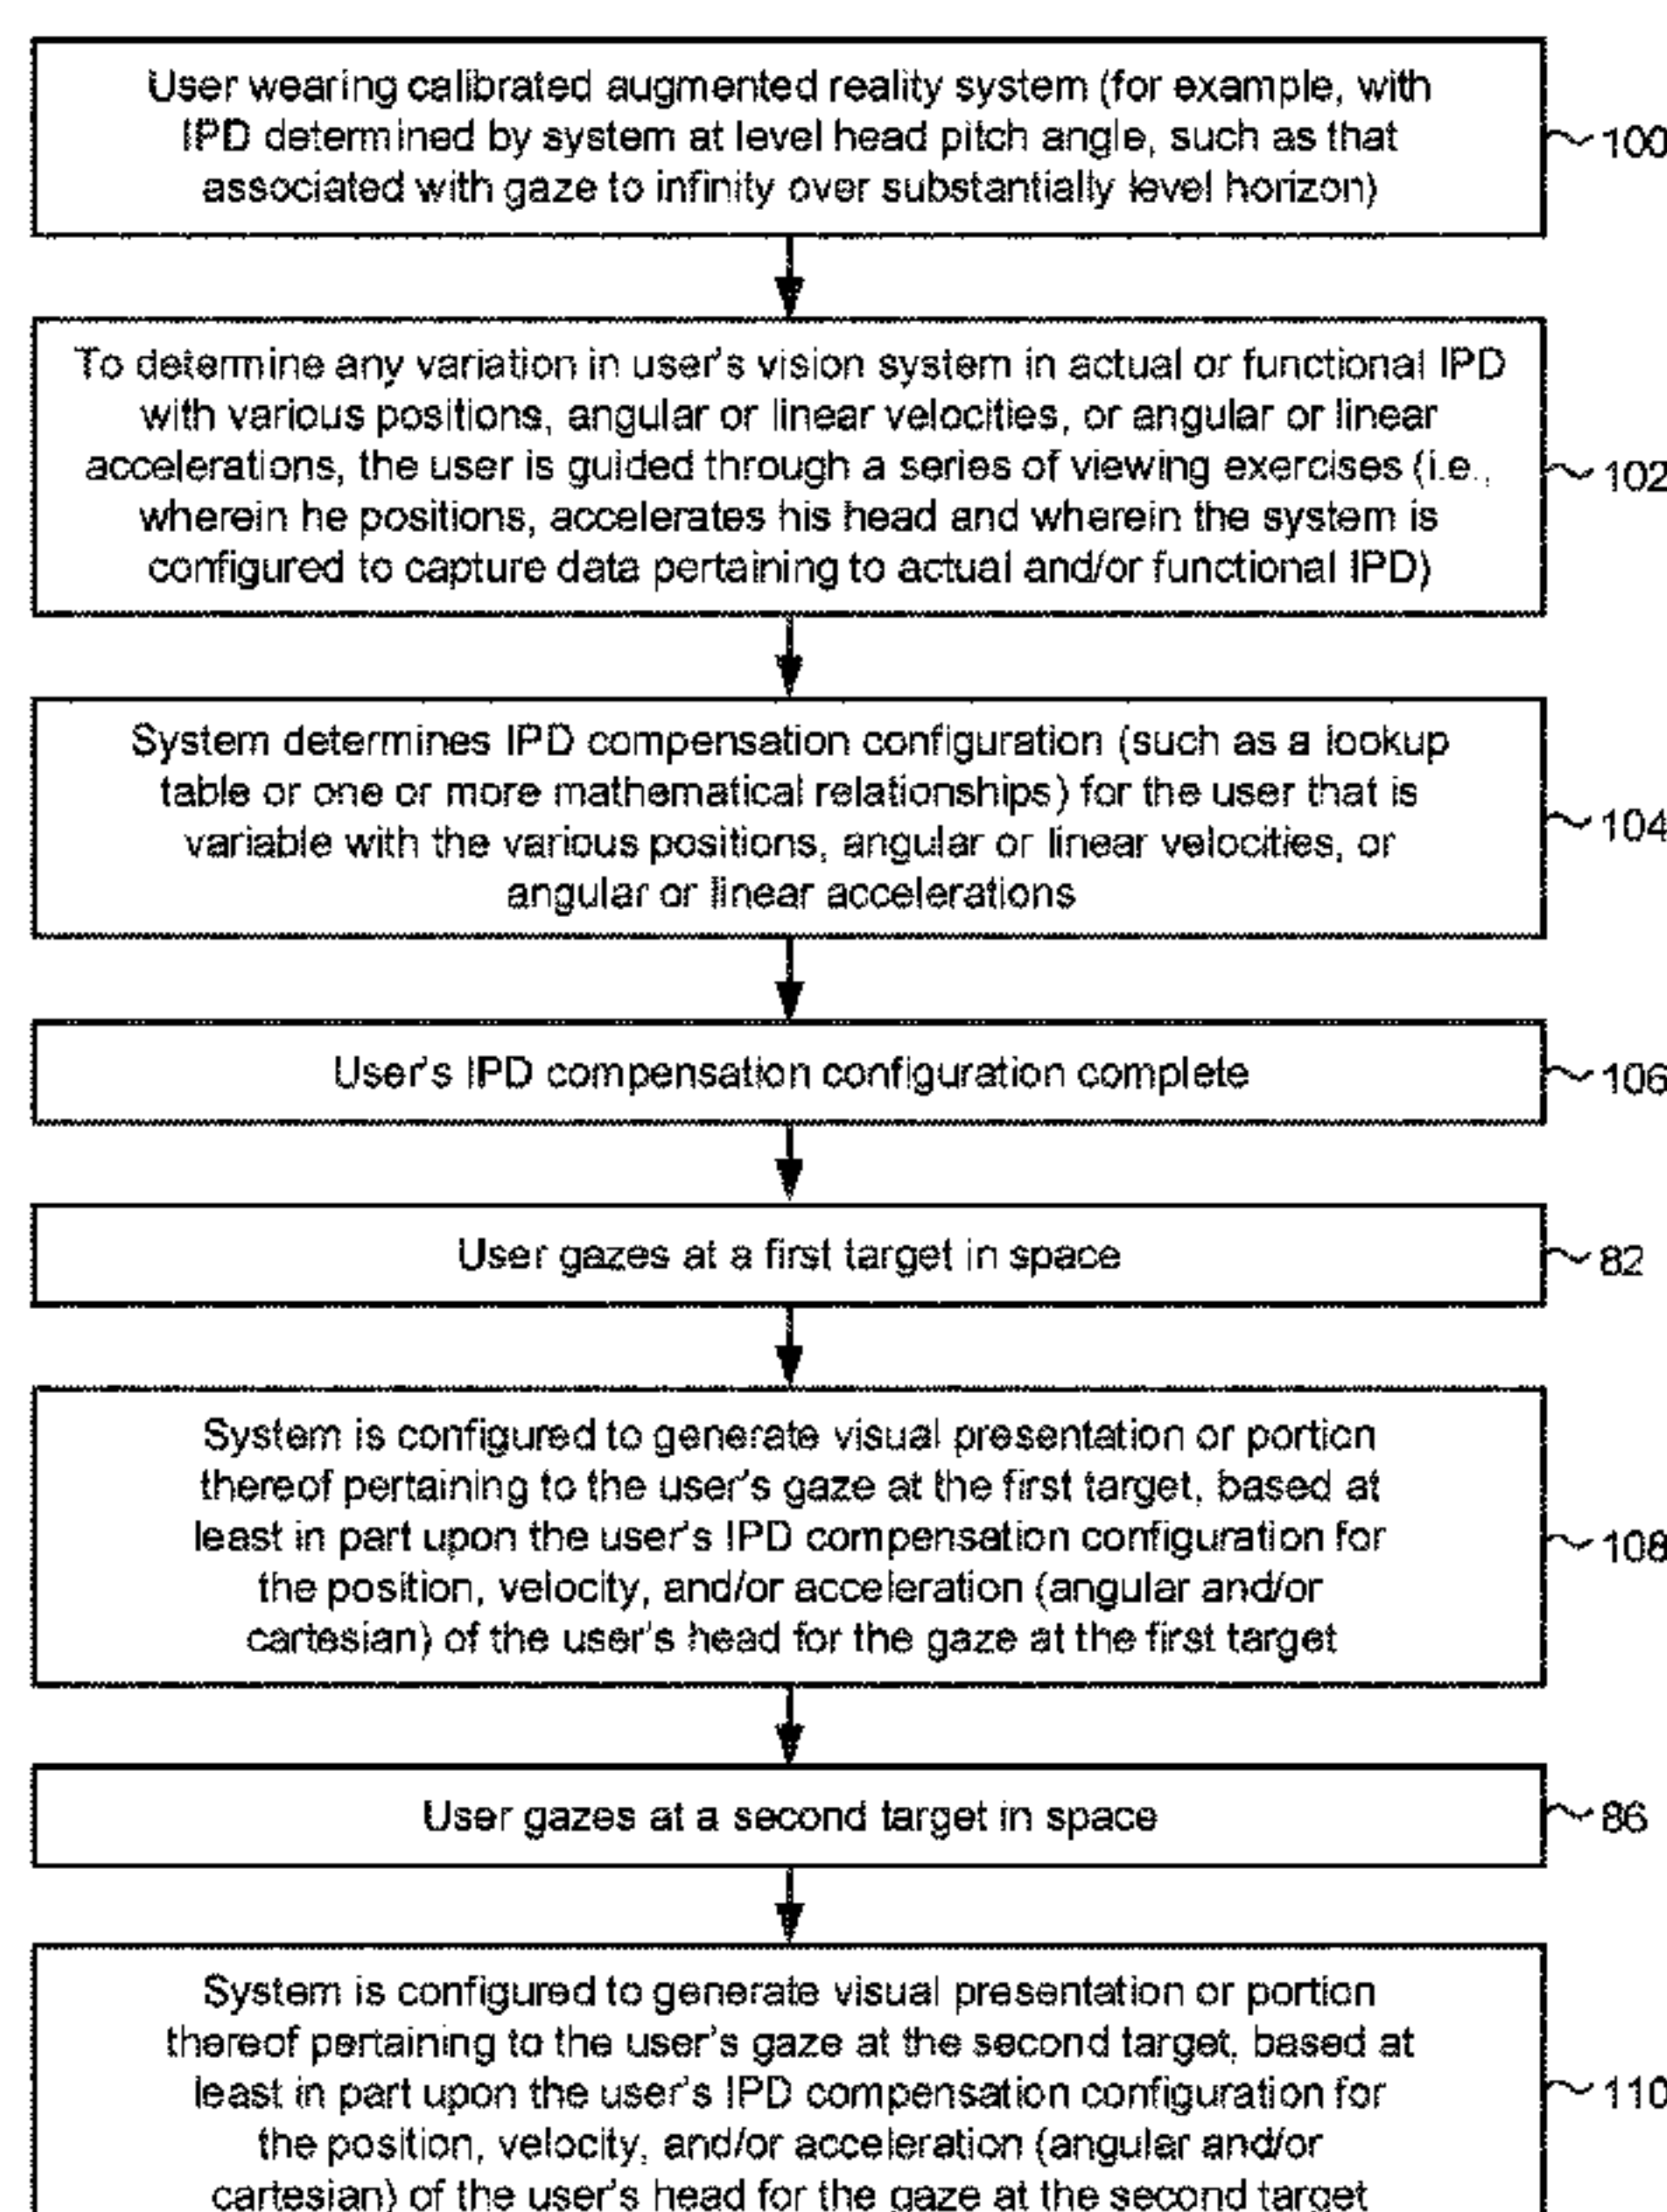 User wearing calibrated augmented reality system (for example, with
IPD determined by system at level head pitch angle, such as that
associated with gaze to infinity over substantially level horizon)
100
To determine any variation in user's vision system in actual or functional IPD
with various positions, angular or linear velocities, or angular or linear
accelerations, the user is guided through a series of viewing exercises (i.e.,
wherein he positions, accelerates his head and wherein the system is
configured to capture data pertaining to actual and/or functional IPD)
102
System determines IPD compensation configuration (such as a lookup
table or one or more mathematical relationships) for the user that is
variable with the various positions, angular or linear velocities, or
angular or linear accelerations
104
User's IPD compensation configuration complete
106
User gazes at a first target in space
82
System is configured to generate visual presentation or portion
thereof pertaining to the user's gaze at the first target, based at
least in part upon the user's IPD compensation configuration for
the position, velocity, and/or acceleration (angular and/or
cartesian) of the user's head for the gaze at the first target
108
User gazes at a second target in space
86
System is configured to generate visual presentation or portion
thereof pertaining to the user's gaze at the second target, based at
least in part upon the user's IPD compensation configuration for
the position, velocity, and/or acceleration (angular and/or
cartesian) of the user's head for the gaze at the second target
110